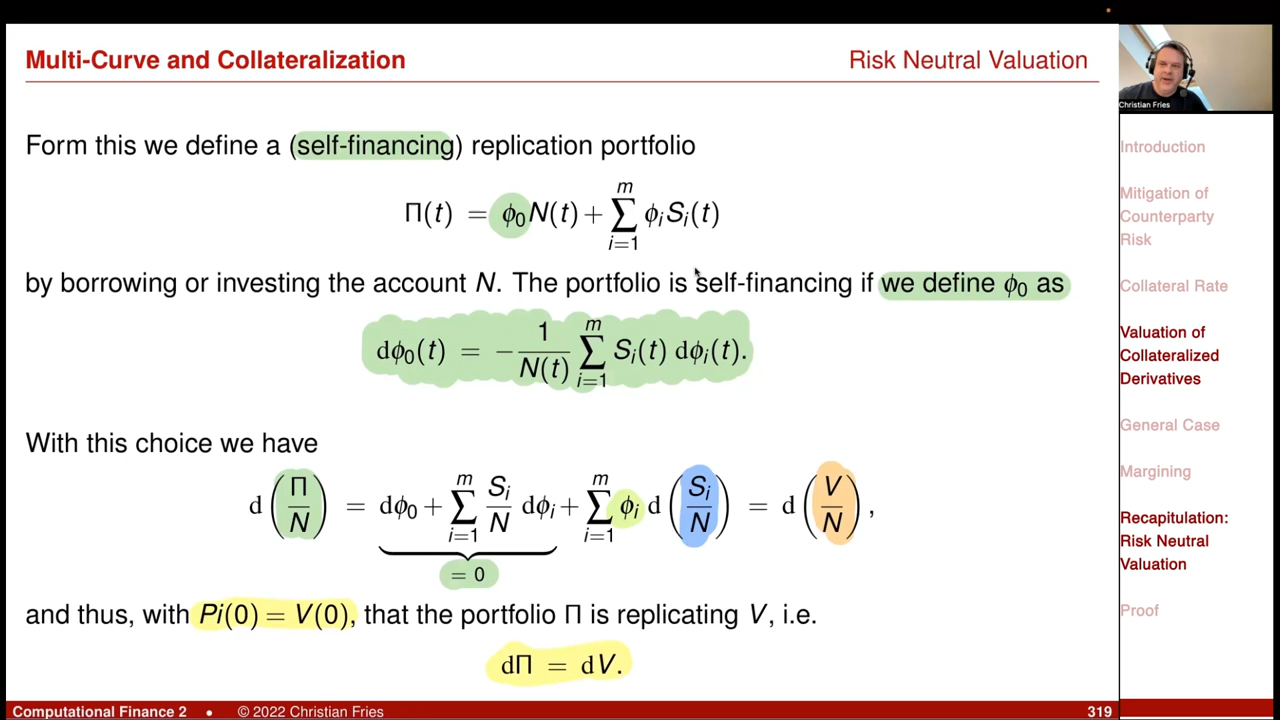 Multi-Curve and Collateralization
Risk Neutral Valuation
Christian Fries
Form this we define a (self-financing) replication portfolio
Π(t) = ϕ₀N(t) + ∑_{i=1}^{m} ϕᵢSᵢ(t)
by borrowing or investing the account N. The portfolio is self-financing if we define ϕ₀ as
dϕ₀(t) = − 1/N(t) ∑_{i=1}^{m} Sᵢ(t) dϕᵢ(t).
With this choice we have
d(Π/N) = dϕ₀ + ∑_{i=1}^{m} Sᵢ/N dϕᵢ + ∑_{i=1}^{m} ϕᵢ d(Sᵢ/N) = d(V/N),
= 0
and thus, with Pi(0) = V(0), that the portfolio Π is replicating V, i.e.
dΠ = dV.
Introduction
Mitigation of
Counterparty
Risk
Collateral Rate
Valuation of
Collateralized
Derivatives
General Case
Margining
Recapitulation:
Risk Neutral
Valuation
Proof
Computational Finance 2 • © 2022 Christian Fries
319